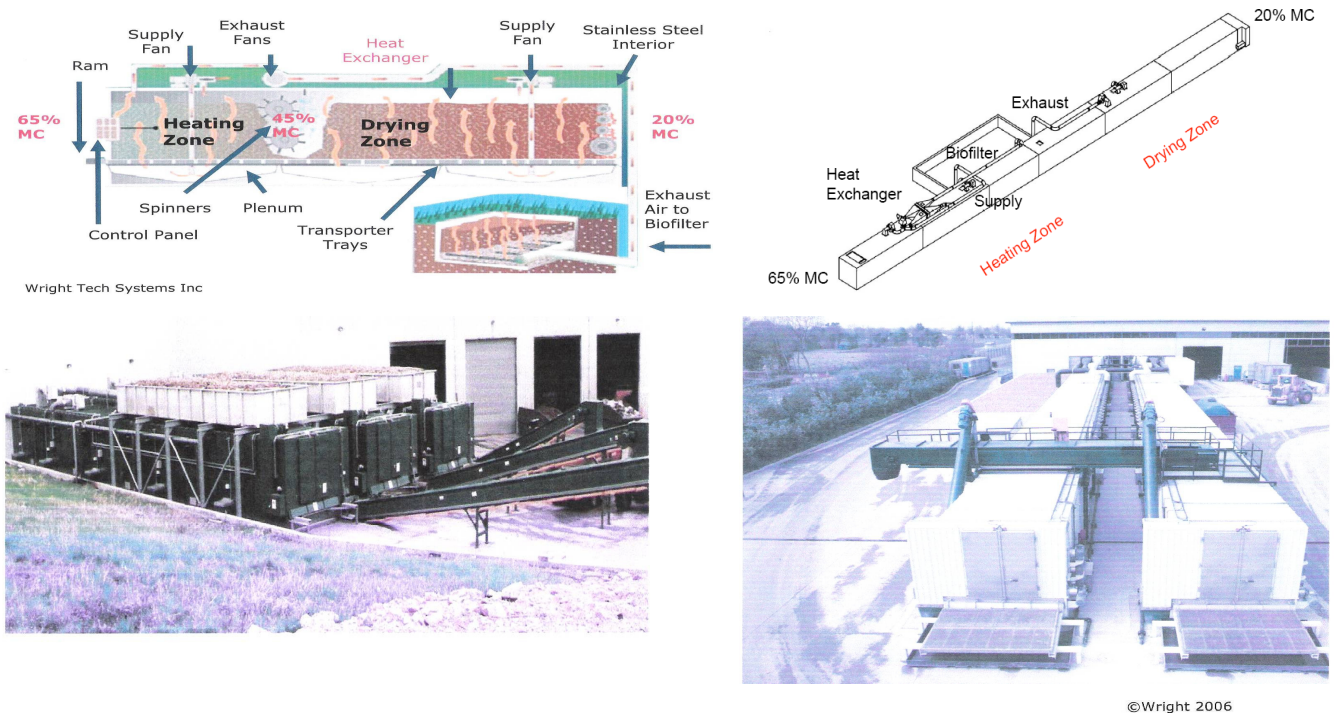 Supply
Fan
Exhaust
Fans
Heat
Exchanger
Supply
Fan
Stainless Steel
Interior
Ram
65%
MC
Heating
Zone
45%
MC
Drying
Zone
20%
MC
Spinners
Plenum
Control Panel
Transporter
Trays
Exhaust
Air to
Biofilter
Wright Tech Systems Inc
20% MC
Exhaust
Drying Zone
Biofilter
Heat
Exchanger
Supply
Heating Zone
65% MC
©Wright 2006